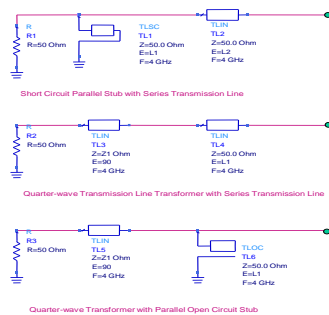 R
R1
R=50 Ohm
TLSC
TL1
Z=50.0 Ohm
E=L1
F=4 GHz
TLIN
TL2
Z=50.0 Ohm
E=L2
F=4 GHz
Short Circuit Parallel Stub with Series Transmission Line
R
R2
R=50 Ohm
TLIN
TL3
Z=Z1 Ohm
E=90
F=4 GHz
TLIN
TL4
Z=50.0 Ohm
E=L1
F=4 GHz
Quarter-wave Transmission Line Transformer with Series Transmission Line
R
R3
R=50 Ohm
TLIN
TL5
Z=Z1 Ohm
E=90
F=4 GHz
TLOC
TL6
Z=50.0 Ohm
E=L1
F=4 GHz
Quarter-wave Transformer with Parallel Open Circuit Stub